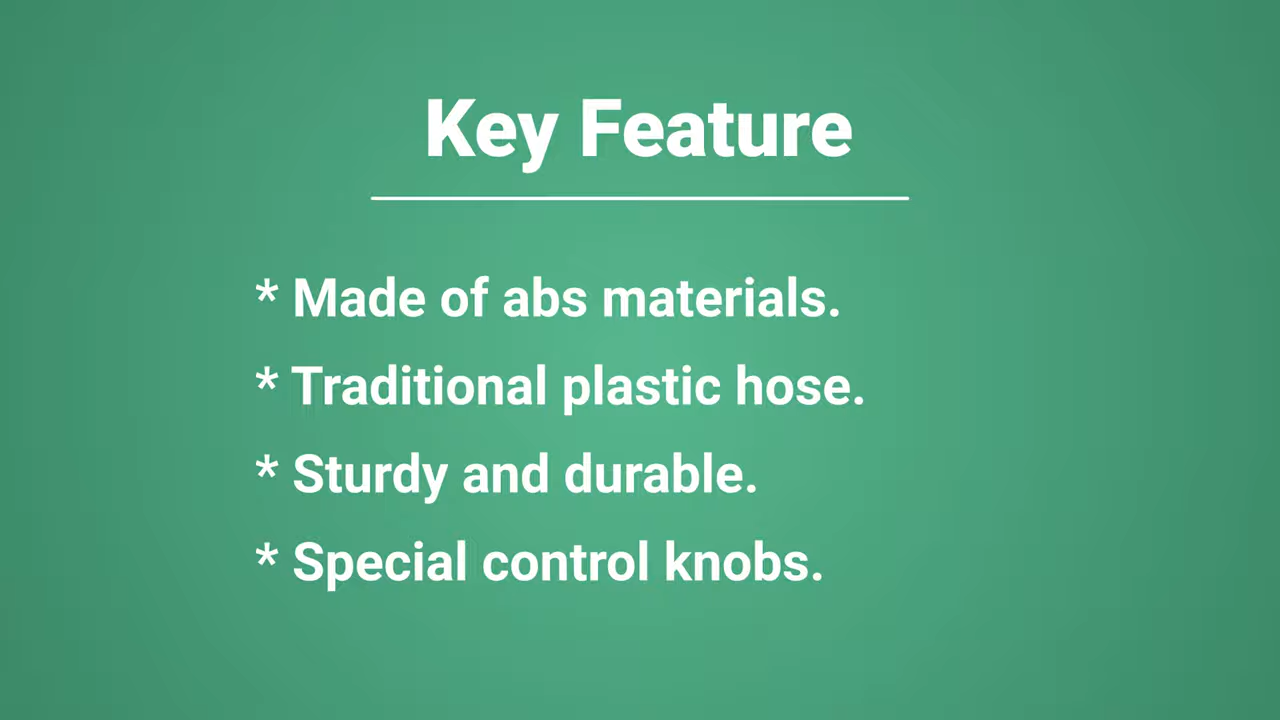 Key Feature
* Made of abs materials.
* Traditional plastic hose.
* Sturdy and durable.
* Special control knobs.